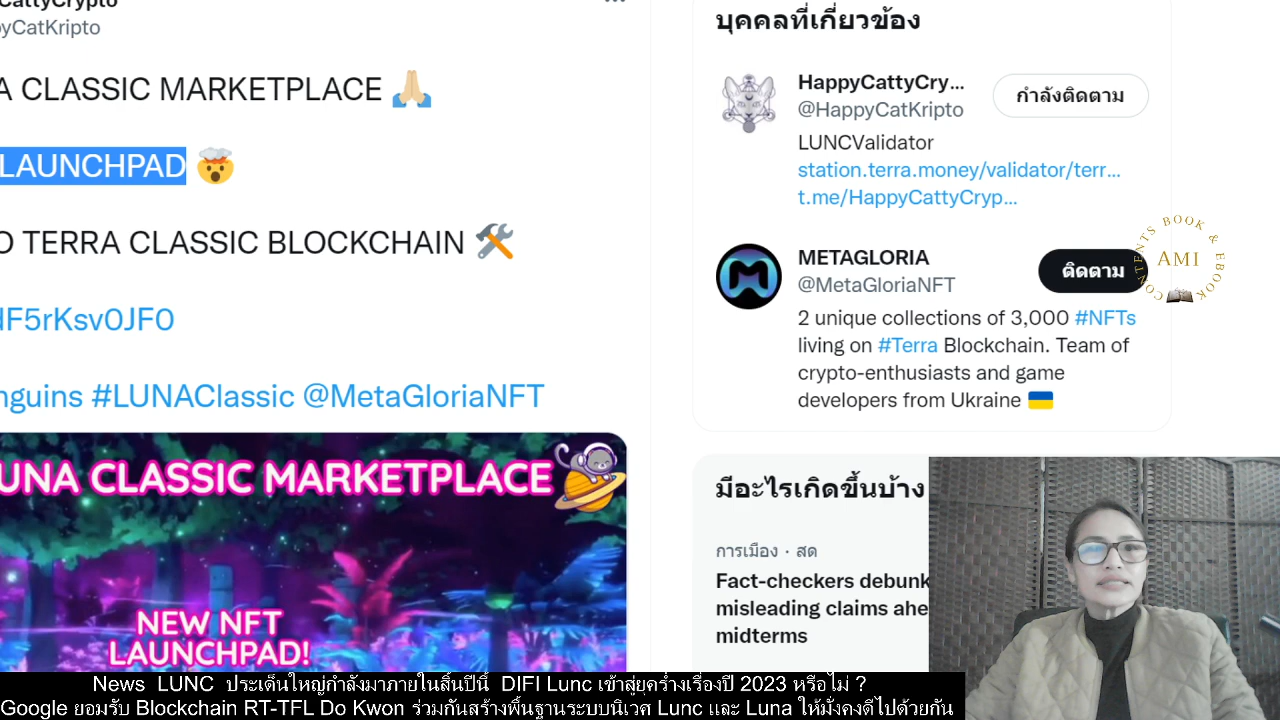 CattyCrypto
yCatKripto
A CLASSIC MARKETPLACE 🙏🏼
LAUNCHPAD 🤯
O TERRA CLASSIC BLOCKCHAIN 🛠
dF5rKsv0JF0
nguins #LUNAClassic @MetaGloriaNFT
UNA CLASSIC MARKETPLACE
NEW NFT
LAUNCHPAD!
บุคคลที่เกี่ยวข้อง
HappyCattyCry...
@HappyCatKripto
กำลังติดตาม
LUNCValidator
station.terra.money/validator/terr...
t.me/HappyCattyCryp...
METAGLORIA
@MetaGloriaNFT
ติดตาม
2 unique collections of 3,000 #NFTs
living on #Terra Blockchain. Team of
crypto-enthusiasts and game
developers from Ukraine 🇺🇦
CONTENTS BOOK & EBOOK
AMI
มีอะไรเกิดขึ้นบ้าง
การเมือง · สด
Fact-checkers debunk
misleading claims ahe
midterms
News LUNC ประเด็นใหญ่กำลังมาภายในสิ้นปีนี้ DIFI Lunc เข้าสู่ยุครุ่งเรื่องปี 2023 หรือไม่ ?
Google ยอมรับ Blockchain RT-TFL Do Kwon ร่วมกันสร้างพื้นฐานระบบนิเวศ Lunc และ Luna ให้มั่งคงดีไปด้วยกัน